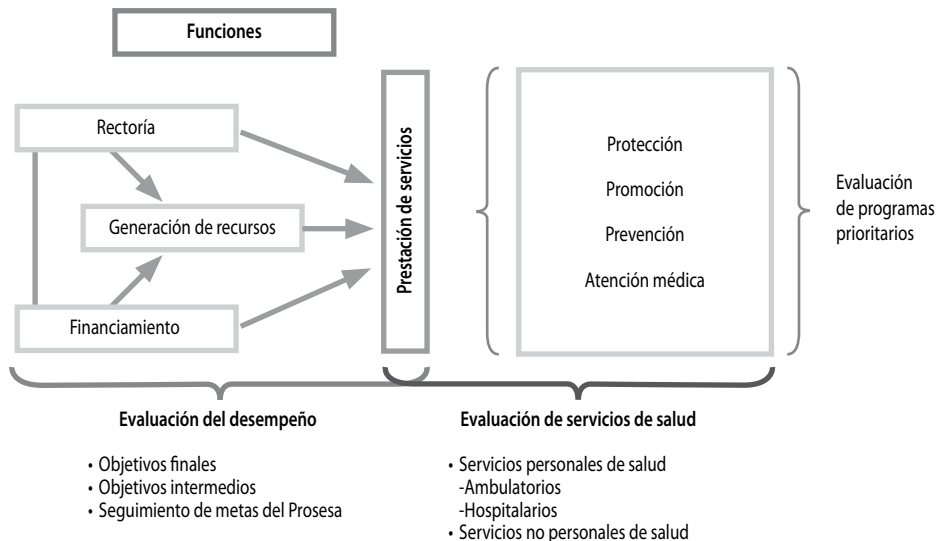 Funciones
Rectoría
Generación de recursos
Financiamiento
Prestación de servicios
Protección
Promoción
Prevención
Atención médica
Evaluación
de programas
prioritarios
Evaluación del desempeño
• Objetivos finales
• Objetivos intermedios
• Seguimiento de metas del Prosesa
Evaluación de servicios de salud
• Servicios personales de salud
-Ambulatorios
-Hospitalarios
• Servicios no personales de salud